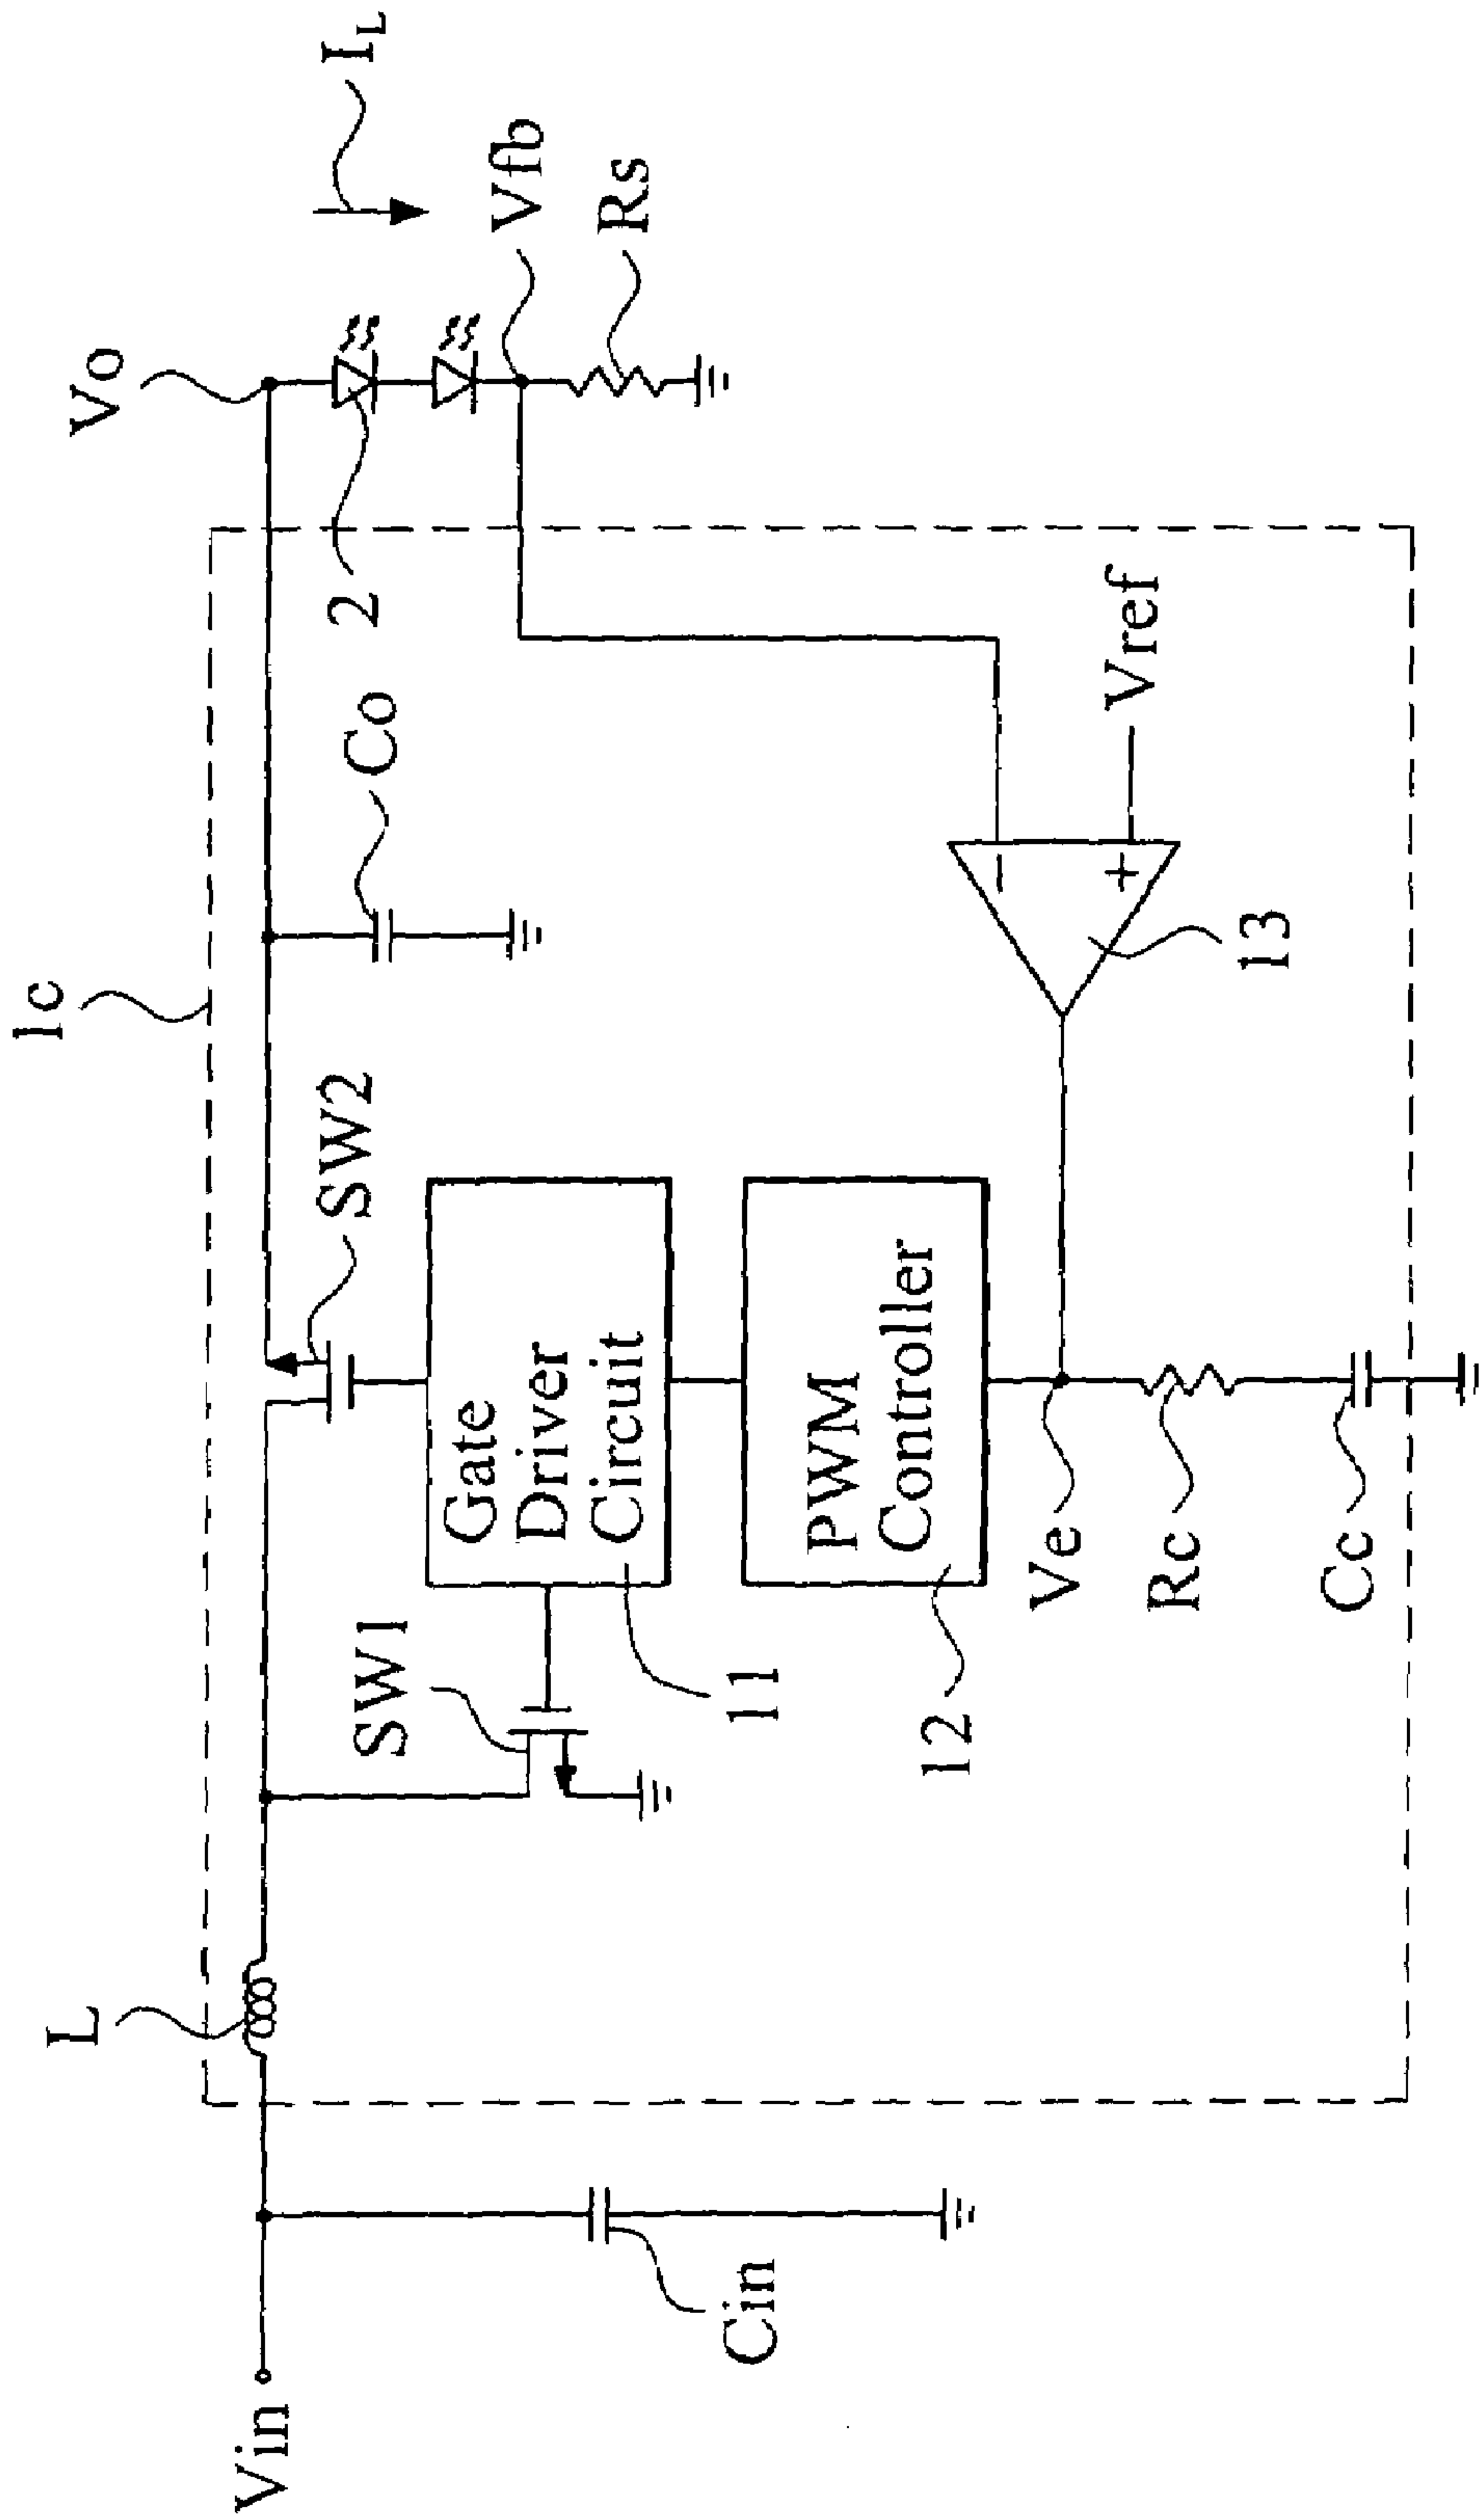 1c
L
Vo
SW1
SW2
Co
2
IL
Gate
Driver
Circuit
Vfb
Rs
11
PWM
Controller
12
Vin
Cin
Ve
Rc
Cc
-
+
Vref
13